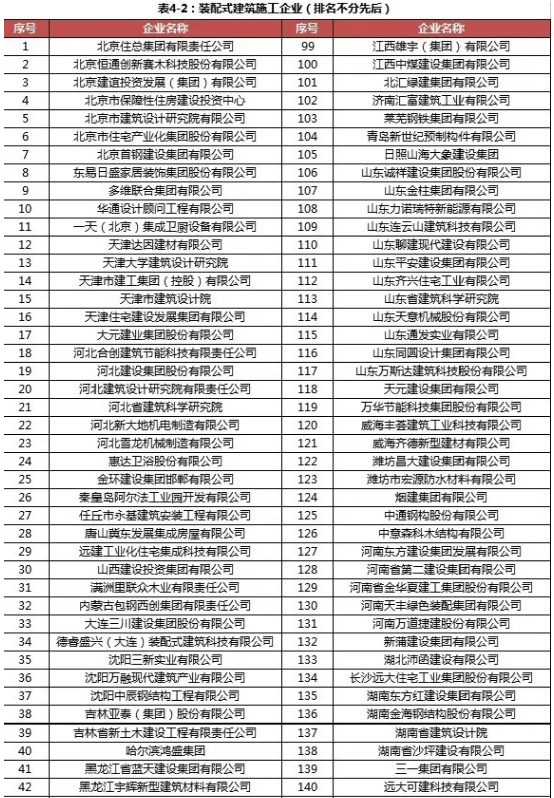 表4-2：装配式建筑施工企业（排名不分先后）
序号 企业名称 序号 企业名称
1 北京住总集团有限责任公司 99 江西雄宇（集团）有限公司
2 北京恒通创新赛木科技股份有限公司 100 江西中煤建设集团有限公司
3 北京建谊投资发展（集团）有限公司 101 北汇绿建集团有限公司
4 北京市保障性住房建设投资中心 102 济南汇富建筑工业有限公司
5 北京市建筑设计研究院有限公司 103 莱芜钢铁集团有限公司
6 北京市住宅产业化集团股份有限公司 104 青岛新世纪预制构件有限公司
7 北京首钢建设集团有限公司 105 日照山海大象建设集团
8 东易日盛家居装饰集团股份有限公司 106 山东诚祥建设集团股份有限公司
9 多维联合集团有限公司 107 山东金柱集团有限公司
10 华通设计顾问工程有限公司 108 山东力诺瑞特新能源有限公司
11 一天（北京）集成卫厨设备有限公司 109 山东连云山建筑科技有限公司
12 天津达因建材有限公司 110 山东聊建现代建设有限公司
13 天津大学建筑设计研究院 111 山东平安建设集团有限公司
14 天津市建工集团（控股）有限公司 112 山东齐兴住宅工业有限公司
15 天津市建筑设计院 113 山东省建筑科学研究院
16 天津住宅建设发展集团有限公司 114 山东天意机械股份有限公司
17 大元建业集团股份有限公司 115 山东通发实业有限公司
18 河北合创建筑节能科技有限责任公司 116 山东同圆设计集团有限公司
19 河北建设集团股份有限公司 117 山东万斯达建筑科技股份有限公司
20 河北建筑设计研究院有限责任公司 118 天元建设集团有限公司
21 河北省建筑科学研究院 119 万华节能科技集团股份有限公司
22 河北新大地机电制造有限公司 120 威海丰荟建筑工业科技有限公司
23 河北雪龙机械制造有限公司 121 威海齐德新型建材有限公司
24 惠达卫浴股份有限公司 122 潍坊昌大建设集团有限公司
25 金环建设集团邯郸有限公司 123 潍坊市宏源防水材料有限公司
26 秦皇岛阿尔法工业园开发有限公司 124 烟建集团有限公司
27 任丘市永基建筑安装工程有限公司 125 中通钢构股份有限公司
28 唐山冀东发展集成房屋有限公司 126 中意森科木结构有限公司
29 远建工业化住宅集成科技有限公司 127 河南东方建设集团发展有限公司
30 山西建设投资集团有限公司 128 河南省第二建设集团有限公司
31 满洲里联众木业有限责任公司 129 河南省金华夏建工集团股份有限公司
32 内蒙古包钢西创集团有限责任公司 130 河南天丰绿色装配集团有限公司
33 大连三川建设集团股份有限公司 131 河南万道捷建股份有限公司
34 德睿盛兴（大连）装配式建筑科技有限公司 132 新蒲建设集团有限公司
35 沈阳三新实业有限公司 133 湖北沛函建设有限公司
36 沈阳万融现代建筑产业有限公司 134 长沙远大住宅工业集团股份有限公司
37 沈阳中辰钢结构工程有限公司 135 湖南东方红建设集团有限公司
38 吉林亚泰（集团）股份有限公司 136 湖南金海钢结构股份有限公司
39 吉林省新土木建设工程有限责任公司 137 湖南省建筑设计院
40 哈尔滨鸿盛集团 138 湖南省沙坪建设有限公司
41 黑龙江省蓝天建设集团有限公司 139 三一集团有限公司
42 黑龙江宇辉新型建筑材料有限公司 140 远大可建科技有限公司